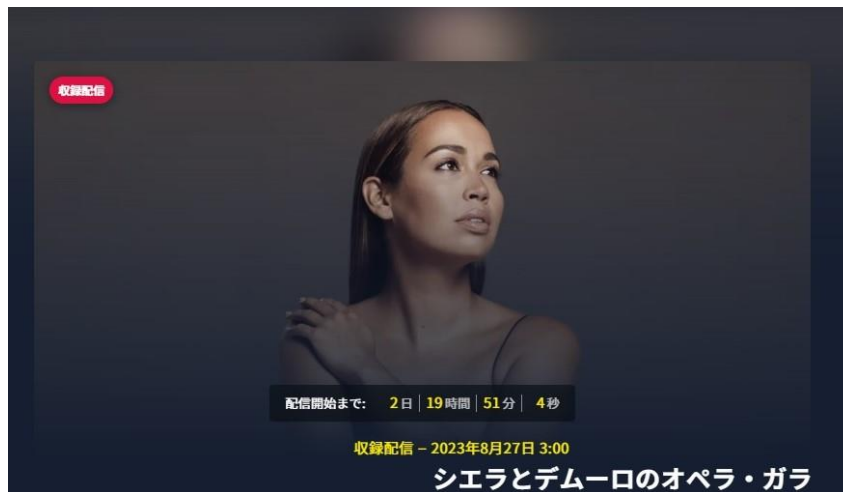 収録配信
配信開始まで: 2日 19時間 51分 4秒
収録配信 – 2023年8月27日 3:00
シエラとデムーロのオペラ・ガラ